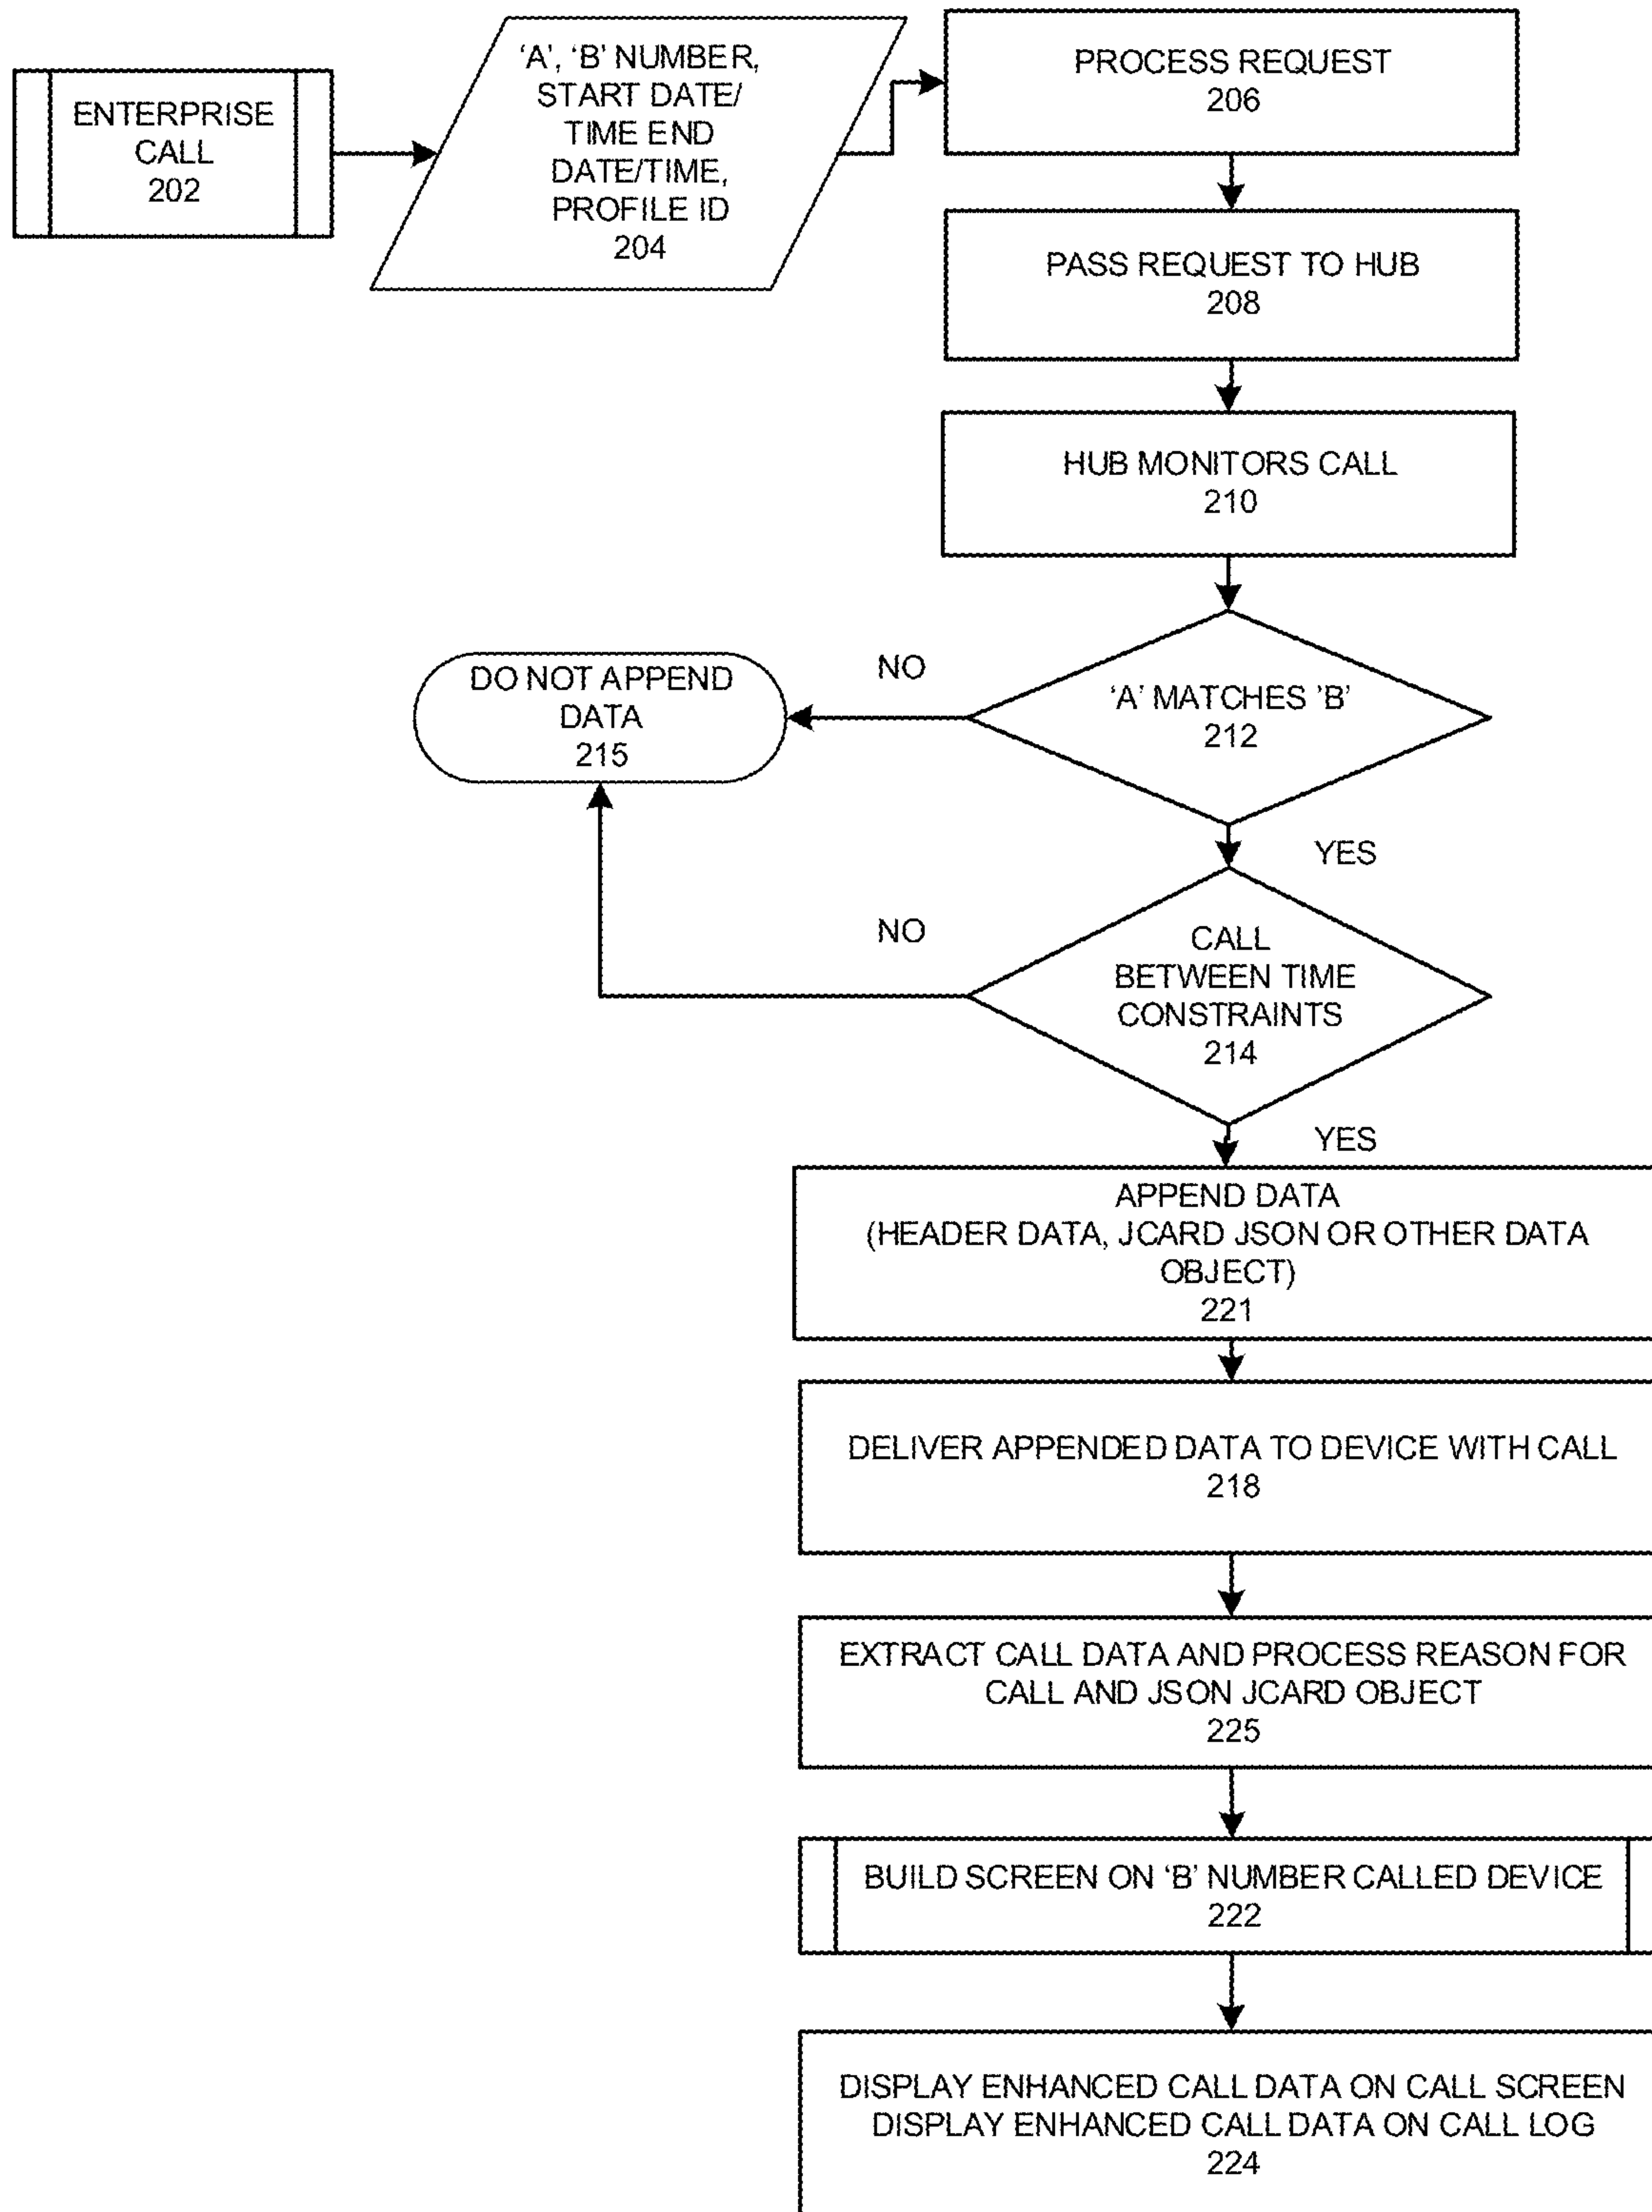 ENTERPRISE
CALL
202
‘A’, ‘B’ NUMBER,
START DATE/
TIME END
DATE/TIME,
PROFILE ID
204
PROCESS REQUEST
206
PASS REQUEST TO HUB
208
HUB MONITORS CALL
210
‘A’ MATCHES ‘B’
212
NO
DO NOT APPEND
DATA
215
YES
CALL
BETWEEN TIME
CONSTRAINTS
214
NO
YES
APPEND DATA
(HEADER DATA, JCARD JSON OR OTHER DATA
OBJECT)
221
DELIVER APPENDED DATA TO DEVICE WITH CALL
218
EXTRACT CALL DATA AND PROCESS REASON FOR
CALL AND JSON JCARD OBJECT
225
BUILD SCREEN ON ‘B’ NUMBER CALLED DEVICE
222
DISPLAY ENHANCED CALL DATA ON CALL SCREEN
DISPLAY ENHANCED CALL DATA ON CALL LOG
224